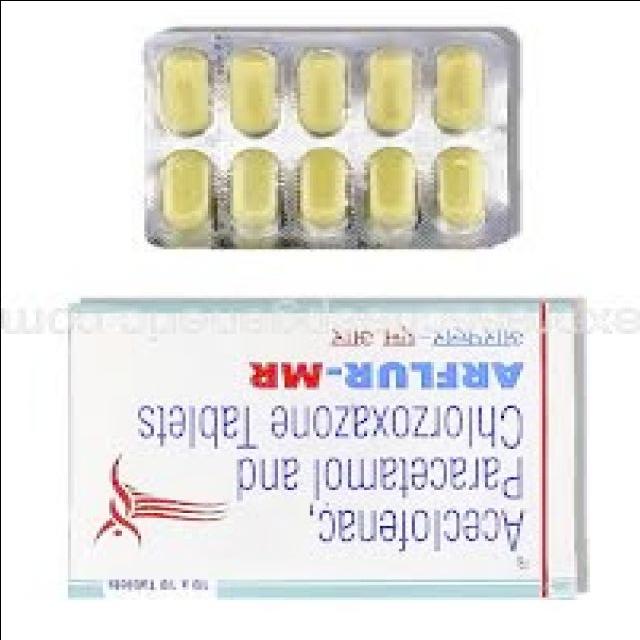 10 x 10 Tablets
Aceclofenac,
Paracetamol and
Chlorzoxazone Tablets
ARFLUR-MR